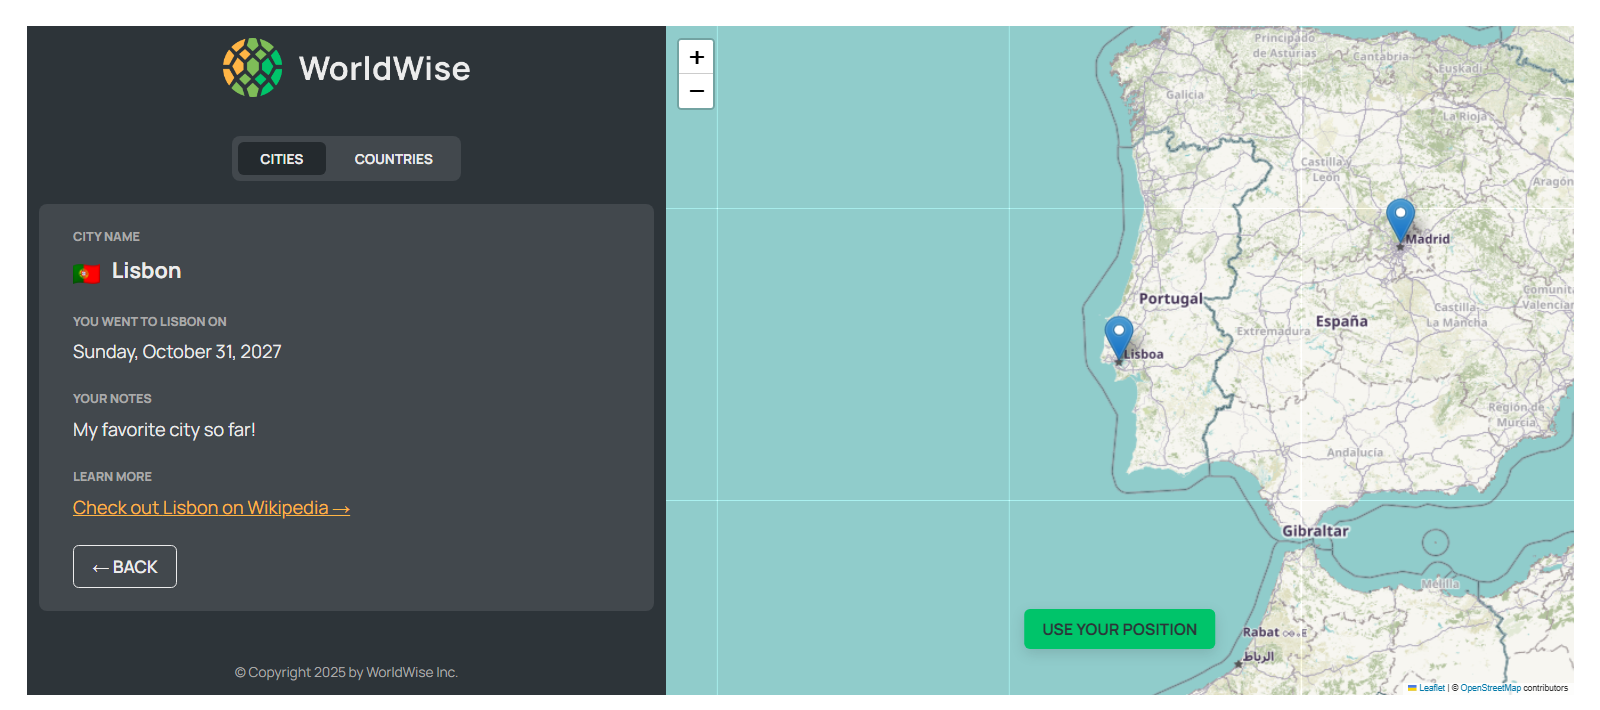 WorldWise
CITIES
COUNTRIES
CITY NAME
Lisbon
YOU WENT TO LISBON ON
Sunday, October 31, 2027
YOUR NOTES
My favorite city so far!
LEARN MORE
Check out Lisbon on Wikipedia →
← BACK
© Copyright 2025 by WorldWise Inc.
+
−
Principado
de Asturias
Cantabria
Euskadi
Galicia
La Rioja
Castilla y
León
Aragón
Madrid
Portugal
Comunita
Valencian
Castilla-
La Mancha
España
Extremadura
Lisboa
Región de
Murcia
Andalucía
Gibraltar
Melilla
USE YOUR POSITION
Rabat
الرباط
Leaflet | © OpenStreetMap contributors